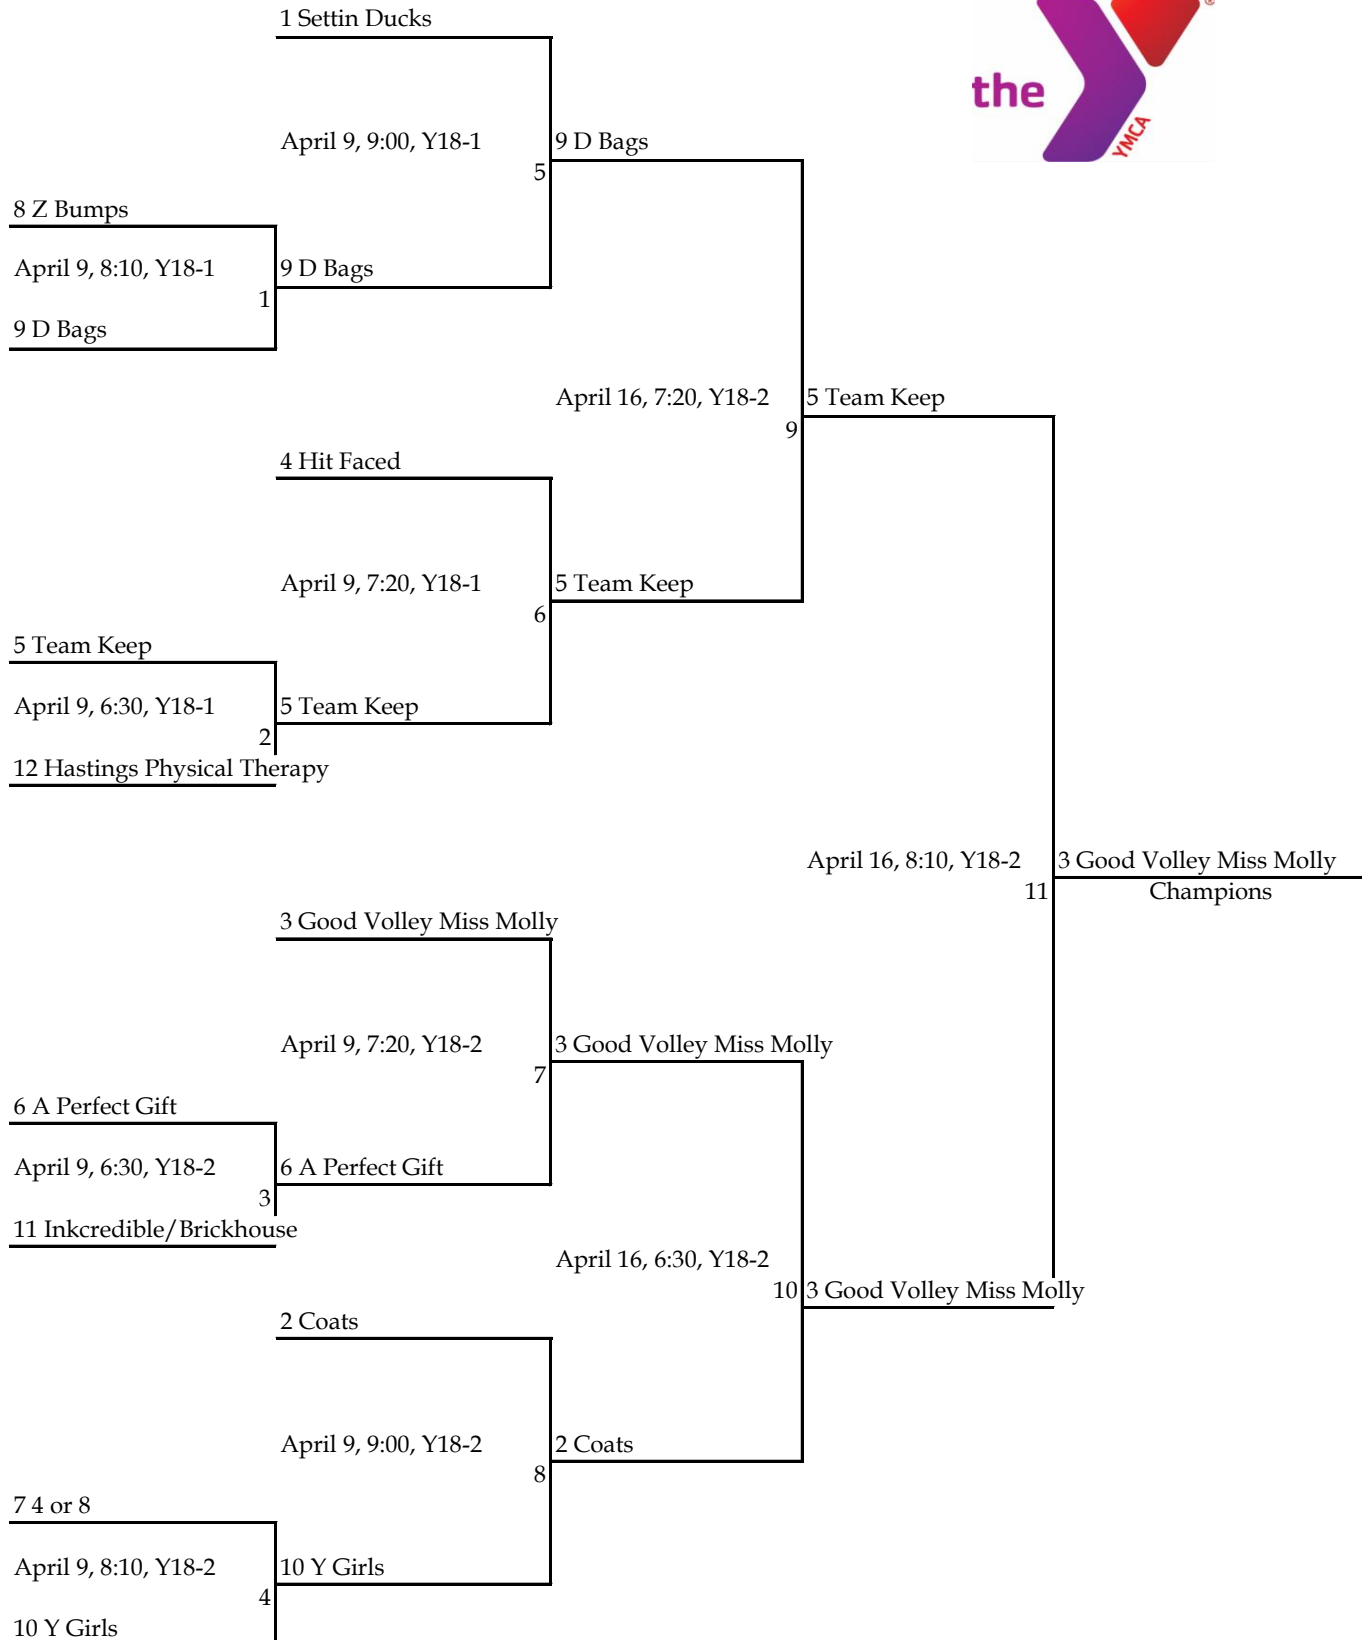 1 Settin Ducks
®
the
YMCA
April 9, 9:00, Y18-1
9 D Bags
5
8 Z Bumps
April 9, 8:10, Y18-1
9 D Bags
1
9 D Bags
April 16, 7:20, Y18-2
5 Team Keep
9
4 Hit Faced
April 9, 7:20, Y18-1
5 Team Keep
6
5 Team Keep
April 9, 6:30, Y18-1
5 Team Keep
2
12 Hastings Physical Therapy
April 16, 8:10, Y18-2
3 Good Volley Miss Molly
11
Champions
3 Good Volley Miss Molly
April 9, 7:20, Y18-2
3 Good Volley Miss Molly
7
6 A Perfect Gift
April 9, 6:30, Y18-2
6 A Perfect Gift
3
11 Inkcredible/Brickhouse
April 16, 6:30, Y18-2
10
3 Good Volley Miss Molly
2 Coats
April 9, 9:00, Y18-2
2 Coats
8
7 4 or 8
April 9, 8:10, Y18-2
10 Y Girls
4
10 Y Girls